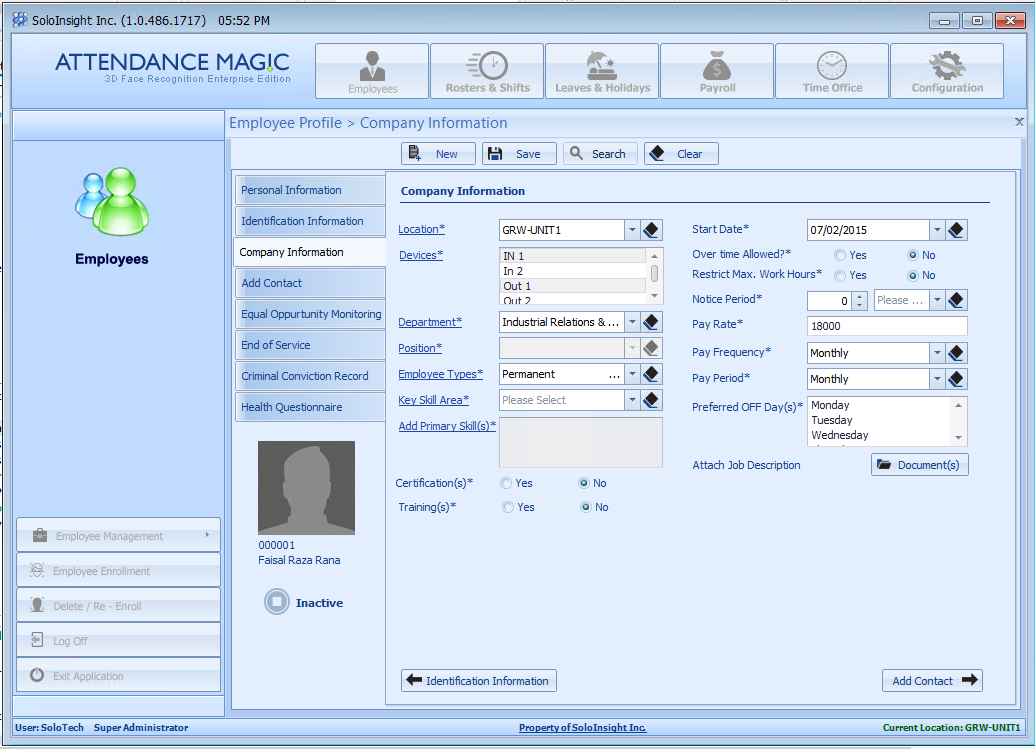 SoloInsight Inc. (1.0.486.1717) 05:52 PM
ATTENDANCE MAGIC
3D Face Recognition Enterprise Edition
Employees
Rosters & Shifts
Leaves & Holidays
Payroll
Time Office
Configuration
Employee Profile > Company Information
New
Save
Search
Clear
Employees
Employee Management
Employee Enrollment
Delete / Re - Enroll
Log Off
Exit Application
Personal Information
Identification Information
Company Information
Add Contact
Equal Oppurtunity Monitoring
End of Service
Criminal Conviction Record
Health Questionnaire
000001
Faisal Raza Rana
Inactive
Company Information
Location* GRW-UNIT1
Devices* IN 1
In 2
Out 1
Out 2
Department* Industrial Relations & ...
Position*
Employee Types* Permanent ...
Key Skill Area* Please Select
Add Primary Skill(s)*
Certification(s)* Yes No
Training(s)* Yes No
Start Date* 07/02/2015
Over time Allowed?* Yes No
Restrict Max. Work Hours* Yes No
Notice Period* 0 Please ...
Pay Rate* 18000
Pay Frequency* Monthly
Pay Period* Monthly
Preferred OFF Day(s)* Monday
Tuesday
Wednesday
Attach Job Description Document(s)
Identification Information
Add Contact
User: SoloTech Super Administrator
Property of SoloInsight Inc.
Current Location: GRW-UNIT1